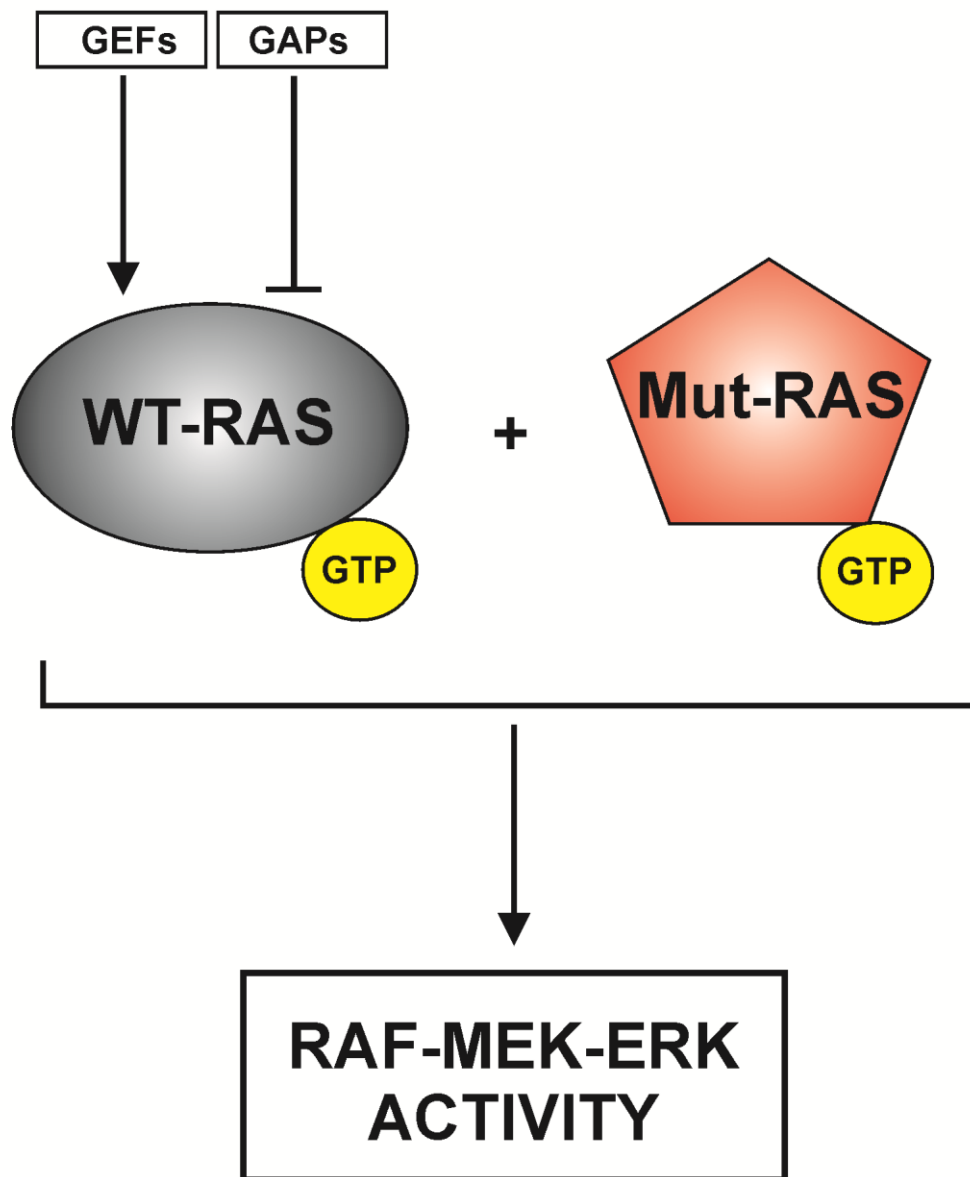 GEFs
GAPs
WT-RAS
+
Mut-RAS
GTP
GTP
RAF-MEK-ERK
ACTIVITY